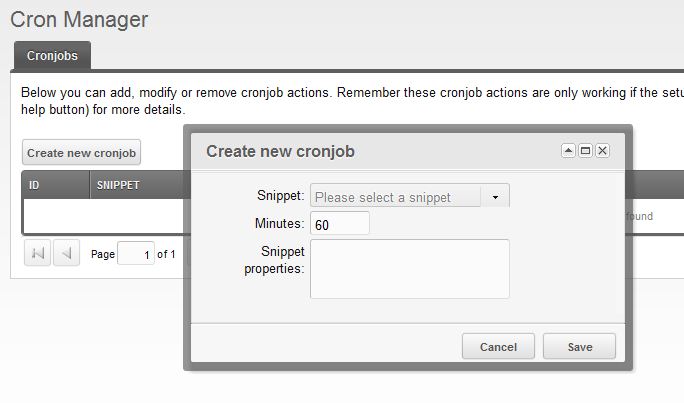 Cron Manager
Cronjobs
Below you can add, modify or remove cronjob actions. Remember these cronjob actions are only working if the setu
help button) for more details.
Create new cronjob
ID SNIPPET
found
Page 1 of 1
Create new cronjob
Snippet: Please select a snippet
Minutes: 60
Snippet
properties:
Cancel Save